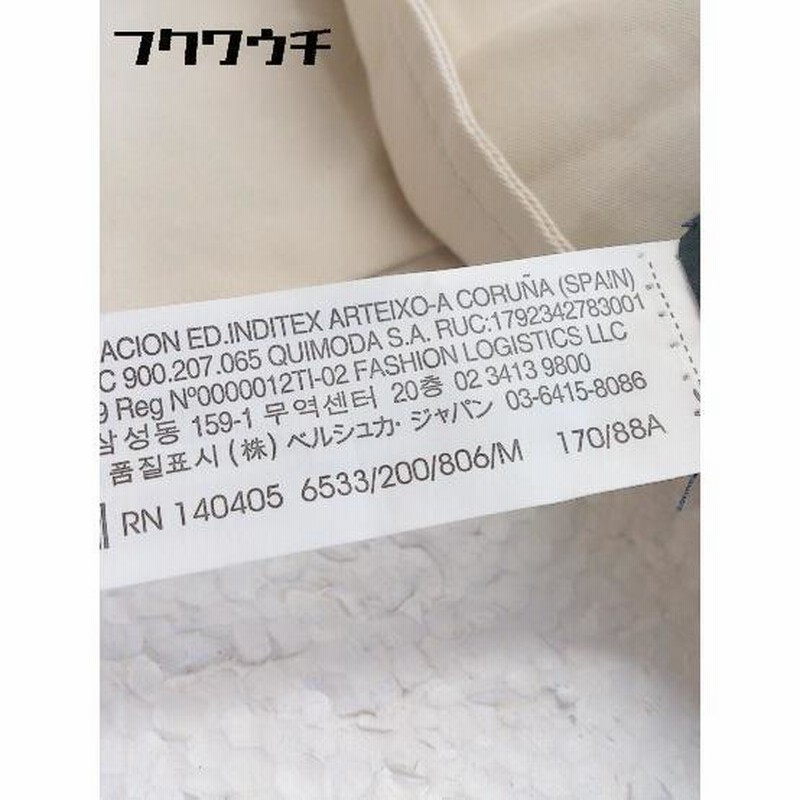 フクワウチ
ACION ED.INDITEX ARTEIXO-A CORUÑA (SPAIN)
C 900.207.065 QUIMODA S.A. RUC:1792342783001
9 Reg Nº0000012TI-02 FASHION LOGISTICS LLC
삼성동 159-1 무역센터 20층 02 3413 9800
품질표시 (株) ベルシュカ・ジャパン 03-6415-8086
RN 140405 6533/200/806/M 170/88A